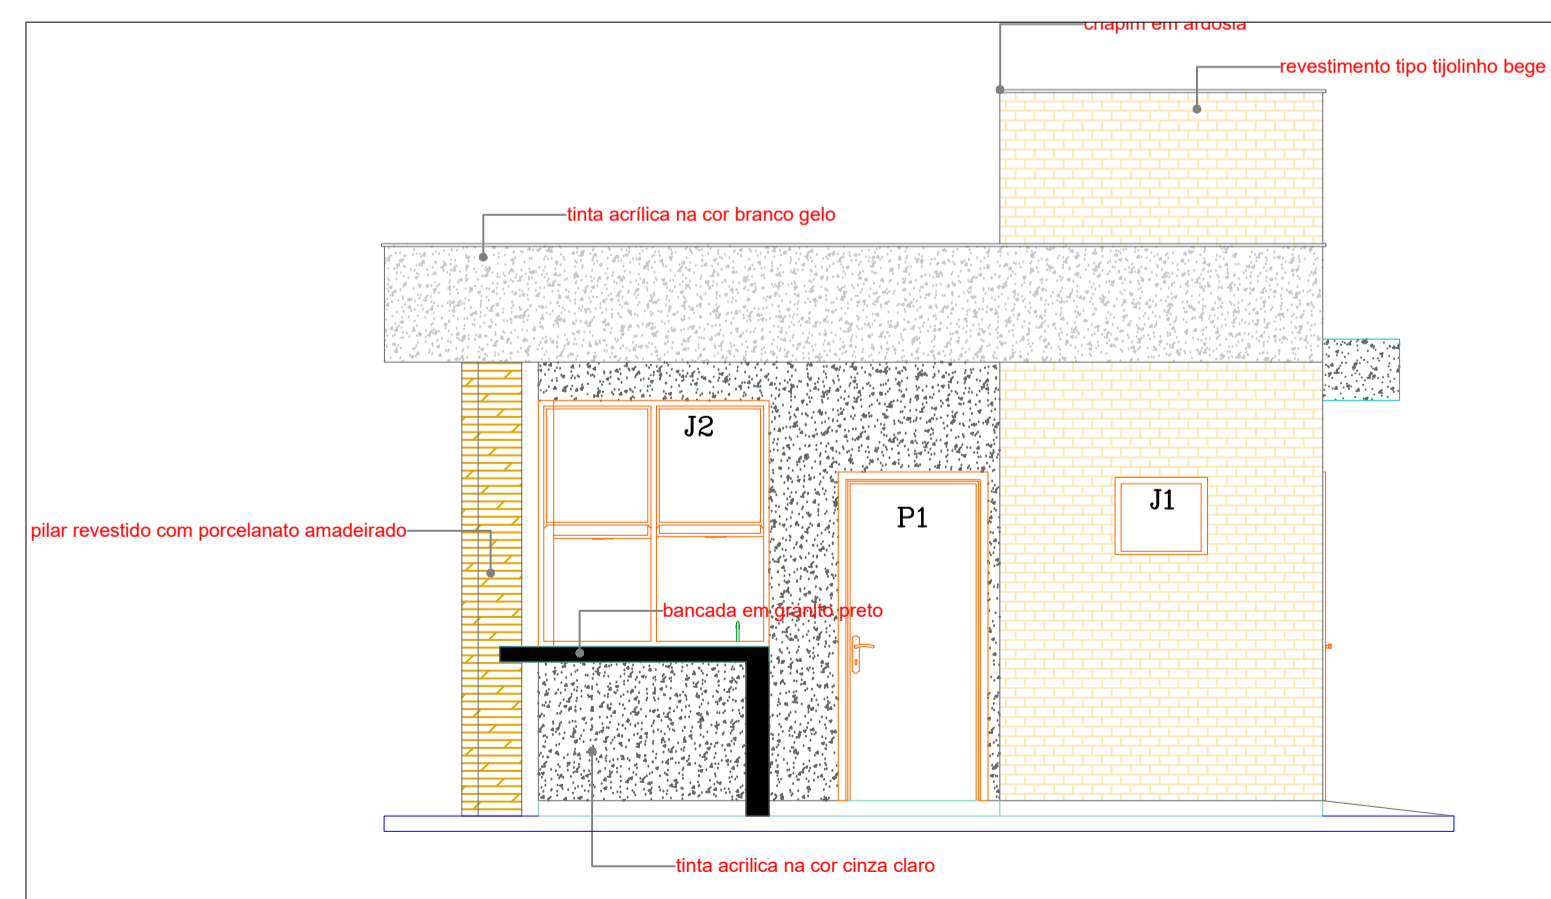 chapim em ardósia
revestimento tipo tijolinho bege
tinta acrílica na cor branco gelo
J2
J1
P1
pilar revestido com porcelanato amadeirado
bancada em granito preto
tinta acrilica na cor cinza claro